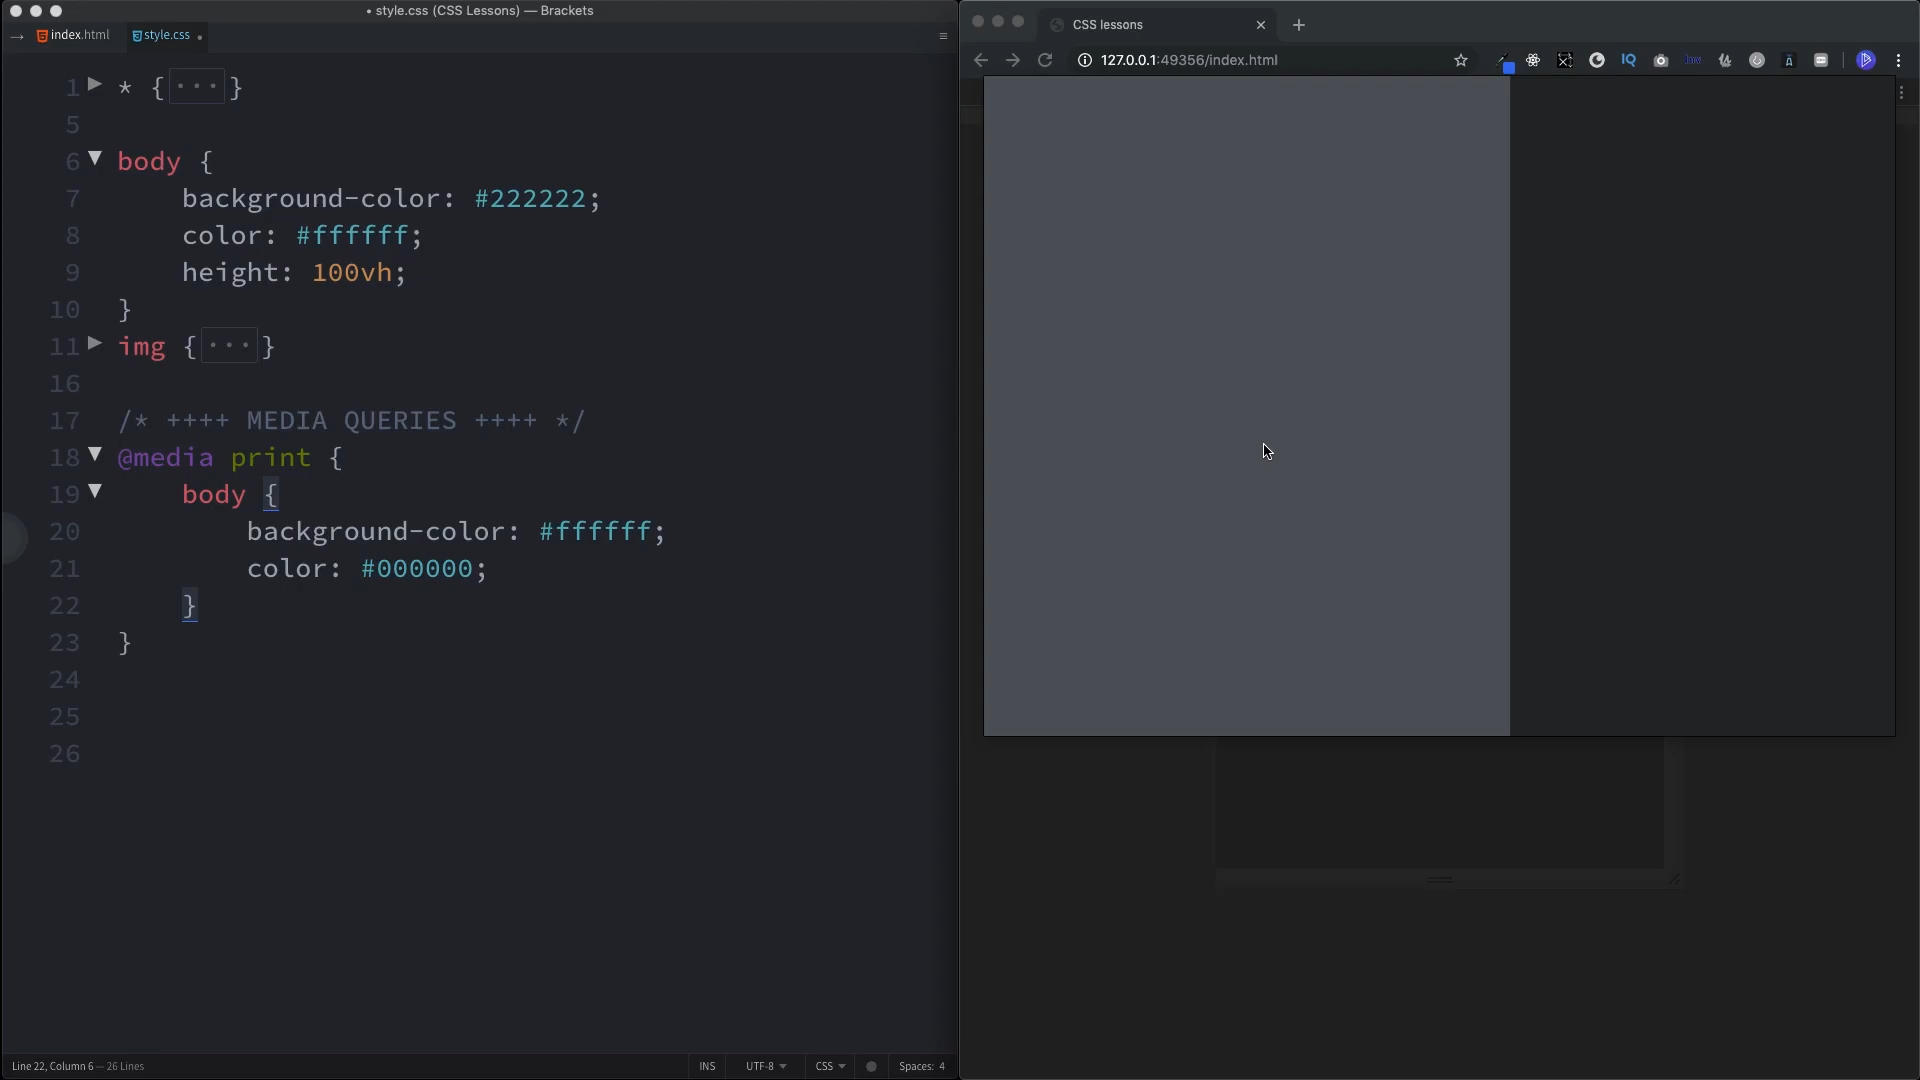 • style.css (CSS Lessons) — Brackets
index.html
style.css
1 * {...}
5
6 body {
7 background-color: #222222;
8 color: #ffffff;
9 height: 100vh;
10 }
11 img {...}
16
17 /* ++++ MEDIA QUERIES ++++ */
18 @media print {
19 body {
20 background-color: #ffffff;
21 color: #000000;
22 }
23 }
24
25
26
Line 22, Column 6 — 26 Lines
INS
UTF-8
CSS
Spaces: 4
CSS lessons
127.0.0.1:49356/index.html
IQ